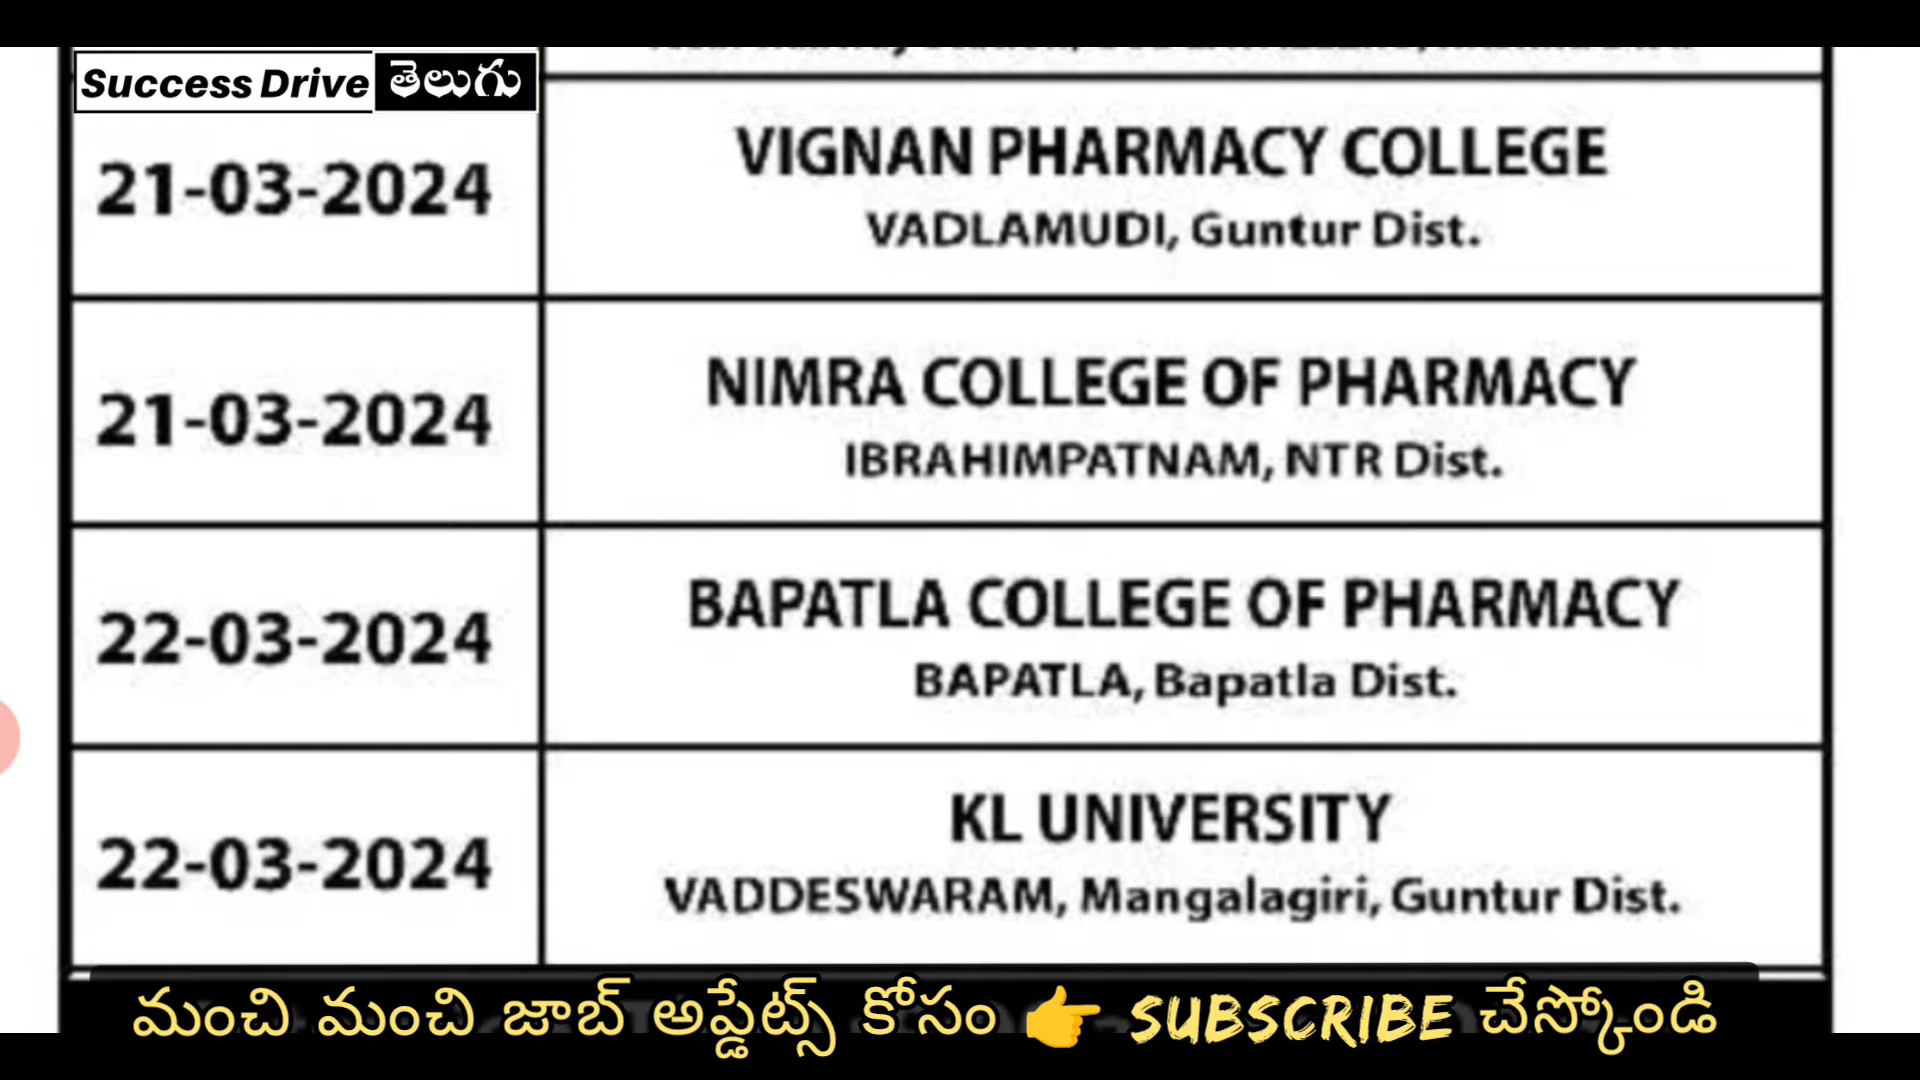 Success Drive తెలుగు
21-03-2024
VIGNAN PHARMACY COLLEGE
VADLAMUDI, Guntur Dist.
21-03-2024
NIMRA COLLEGE OF PHARMACY
IBRAHIMPATNAM, NTR Dist.
22-03-2024
BAPATLA COLLEGE OF PHARMACY
BAPATLA, Bapatla Dist.
22-03-2024
KL UNIVERSITY
VADDESWARAM, Mangalagiri, Guntur Dist.
మంచి మంచి జాబ్ అప్డేట్స్ కోసం 👉 SUBSCRIBE చేస్కోండి